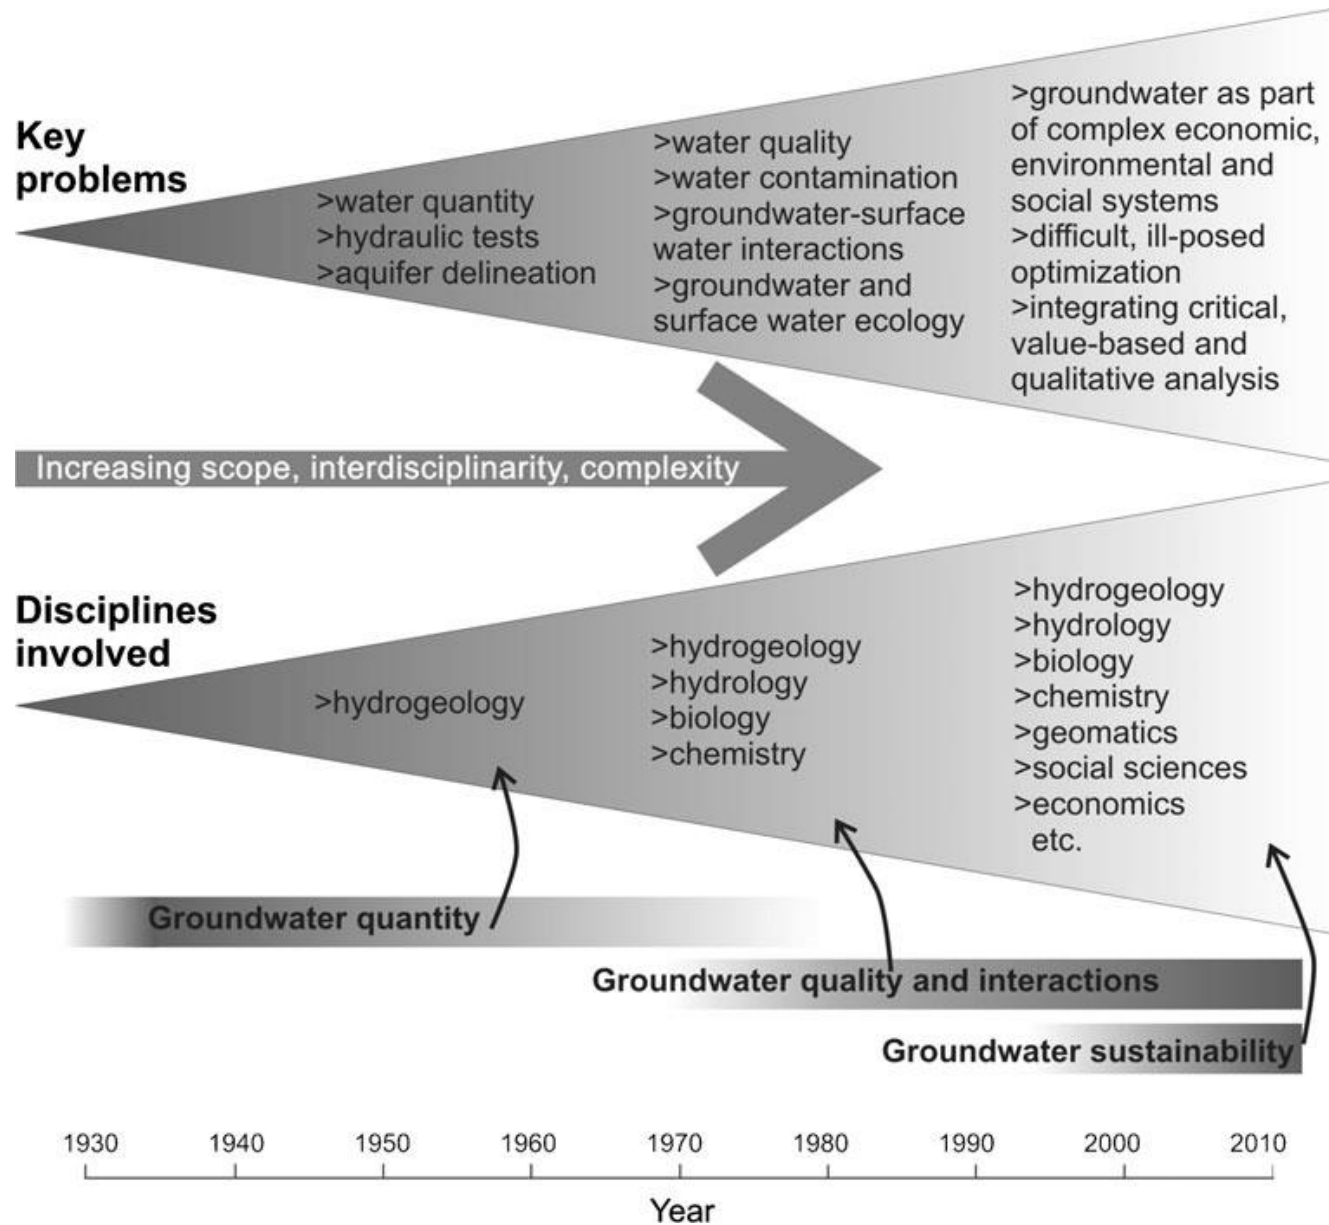 Key
problems
>water quantity
>hydraulic tests
>aquifer delineation
>water quality
>water contamination
>groundwater-surface
water interactions
>groundwater and
surface water ecology
>groundwater as part
of complex economic,
environmental and
social systems
>difficult, ill-posed
optimization
>integrating critical,
value-based and
qualitative analysis
Increasing scope, interdisciplinarity, complexity
Disciplines
involved
>hydrogeology
>hydrogeology
>hydrology
>biology
>chemistry
>hydrogeology
>hydrology
>biology
>chemistry
>geomatics
>social sciences
>economics
etc.
Groundwater quantity
Groundwater quality and interactions
Groundwater sustainability
1930 1940 1950 1960 1970 1980 1990 2000 2010
Year